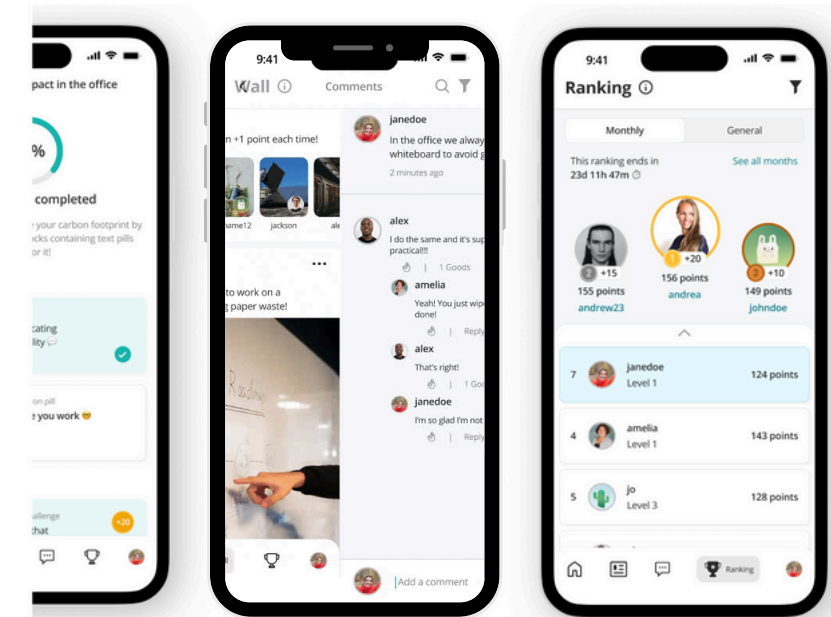 pact in the office
%
completed
your carbon footprint by
cks containing text pills
or it!
cating
lity
on pill
you work
allenge
that
+20
9:41
Wall
Comments
n +1 point each time!
name12
jackson
ale
to work on a
g paper waste!
Roadmap
janedoe
In the office we alway
whiteboard to avoid g
2 minutes ago
alex
I do the same and it's sup
practical!!!!
| 1 Goods
amelia
Yeah! You just wip
done!
| Reply
alex
That's right!
| 1 Goo
janedoe
I'm so glad I'm not
| Reply
Add a comment
9:41
Ranking
Monthly
General
This ranking ends in
23d 11h 47m
See all months
2
+15
155 points
andrew23
1
+20
156 points
andrea
3
+10
149 points
johndoe
7
janedoe
Level 1
124 points
4
amelia
Level 1
143 points
5
jo
Level 3
128 points
Ranking